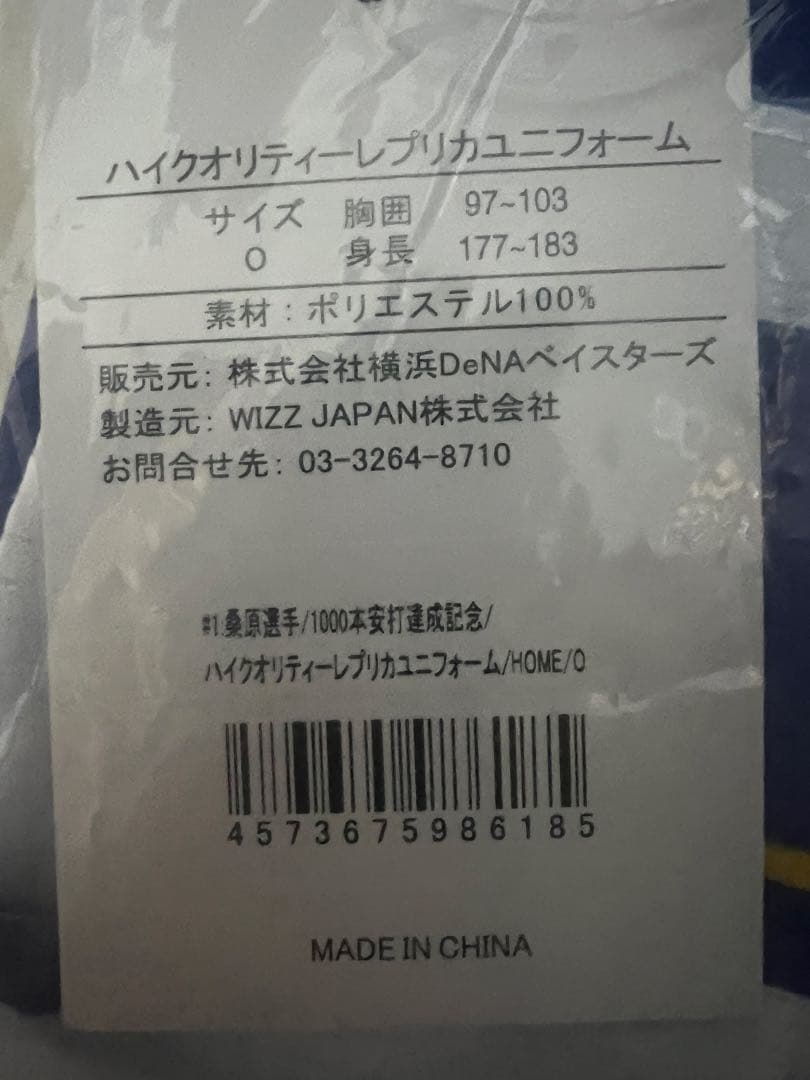 ハイクオリティーレプリカユニフォーム
サイズ 胸囲 97~103
O 身長 177~183
素材：ポリエステル100%
販売元：株式会社横浜DeNAベイスターズ
製造元：WIZZ JAPAN株式会社
お問合せ先：03-3264-8710
#1.桑原選手/1000本安打達成記念/
ハイクオリティーレプリカユニフォーム/HOME/O
4573675986185
MADE IN CHINA